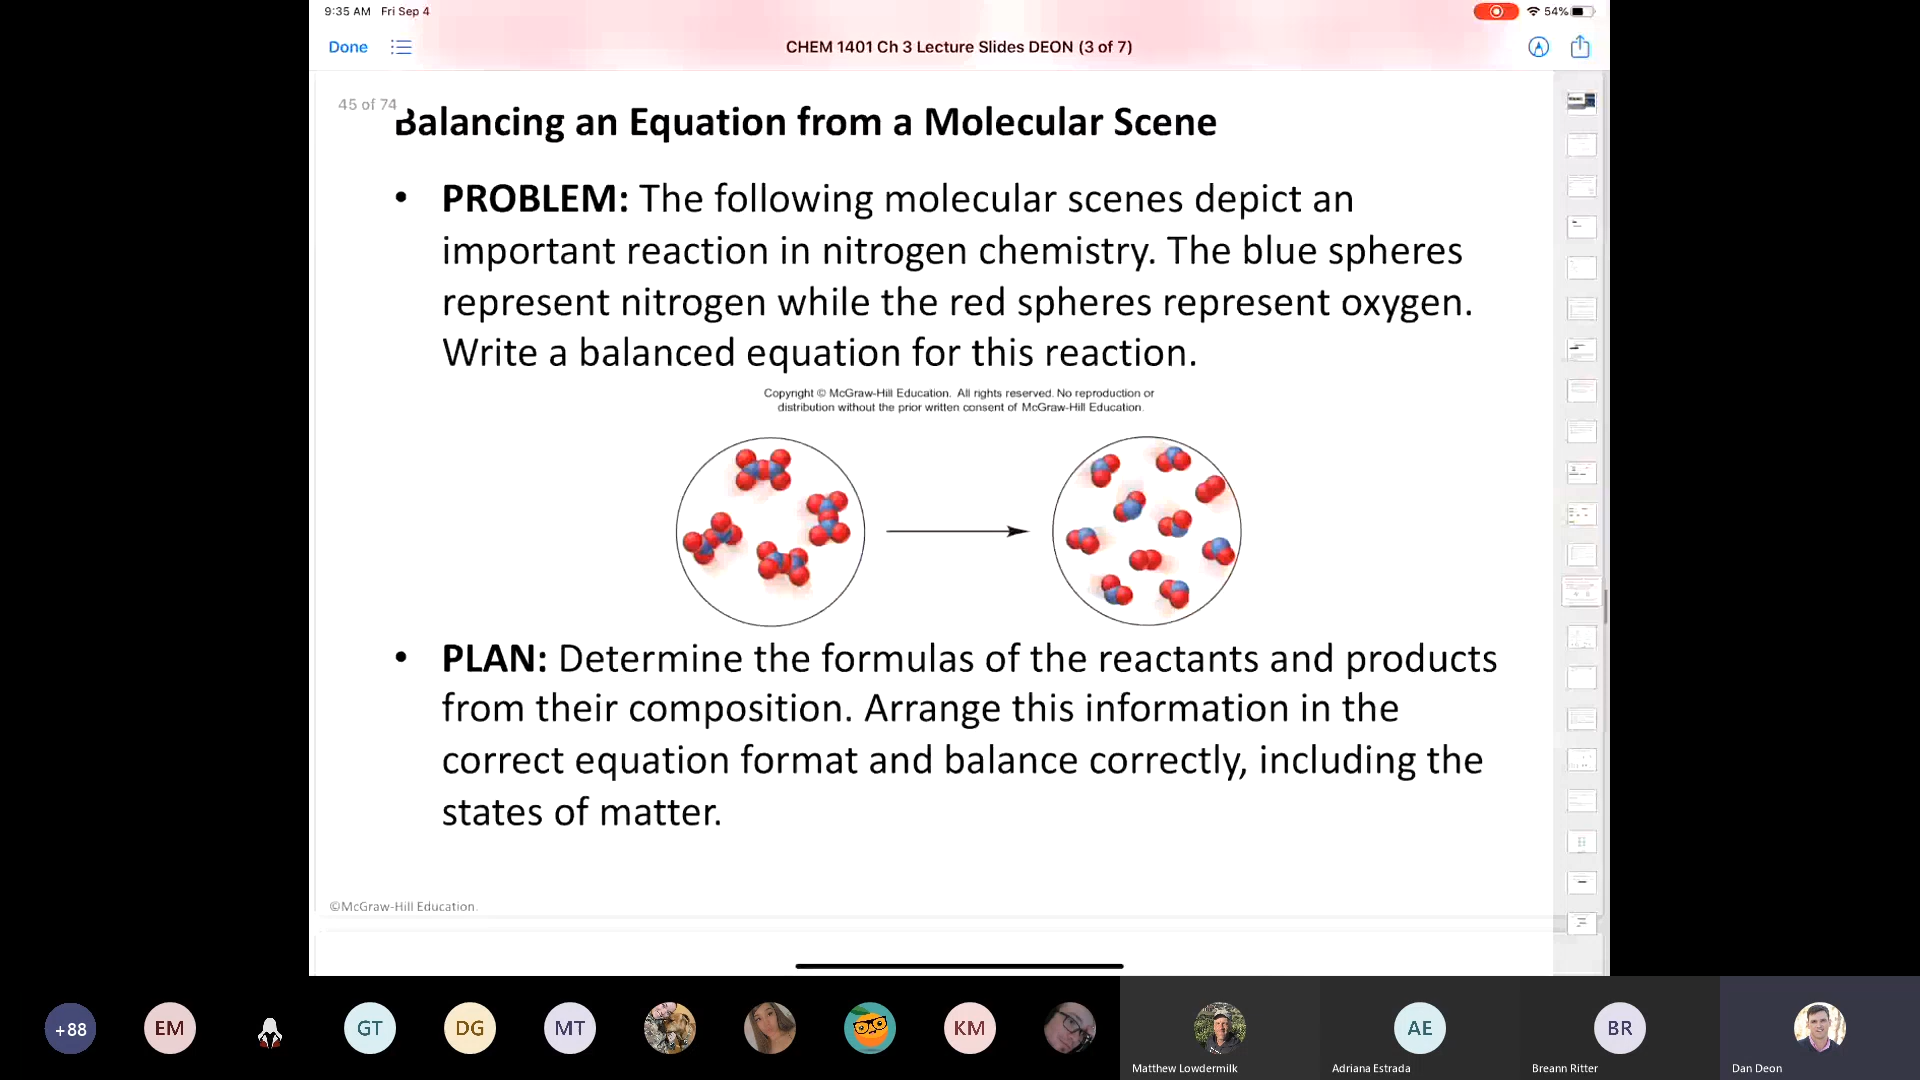 9:35 AM Fri Sep 4
54%
Done
CHEM 1401 Ch 3 Lecture Slides DEON (3 of 7)
45 of 74
Balancing an Equation from a Molecular Scene
• PROBLEM: The following molecular scenes depict an
important reaction in nitrogen chemistry. The blue spheres
represent nitrogen while the red spheres represent oxygen.
Write a balanced equation for this reaction.
Copyright © McGraw-Hill Education. All rights reserved. No reproduction or
distribution without the prior written consent of McGraw-Hill Education.
• PLAN: Determine the formulas of the reactants and products
from their composition. Arrange this information in the
correct equation format and balance correctly, including the
states of matter.
©McGraw-Hill Education.
+88
EM
GT
DG
MT
KM
AE
BR
Matthew Lowdermilk
Adriana Estrada
Breann Ritter
Dan Deon